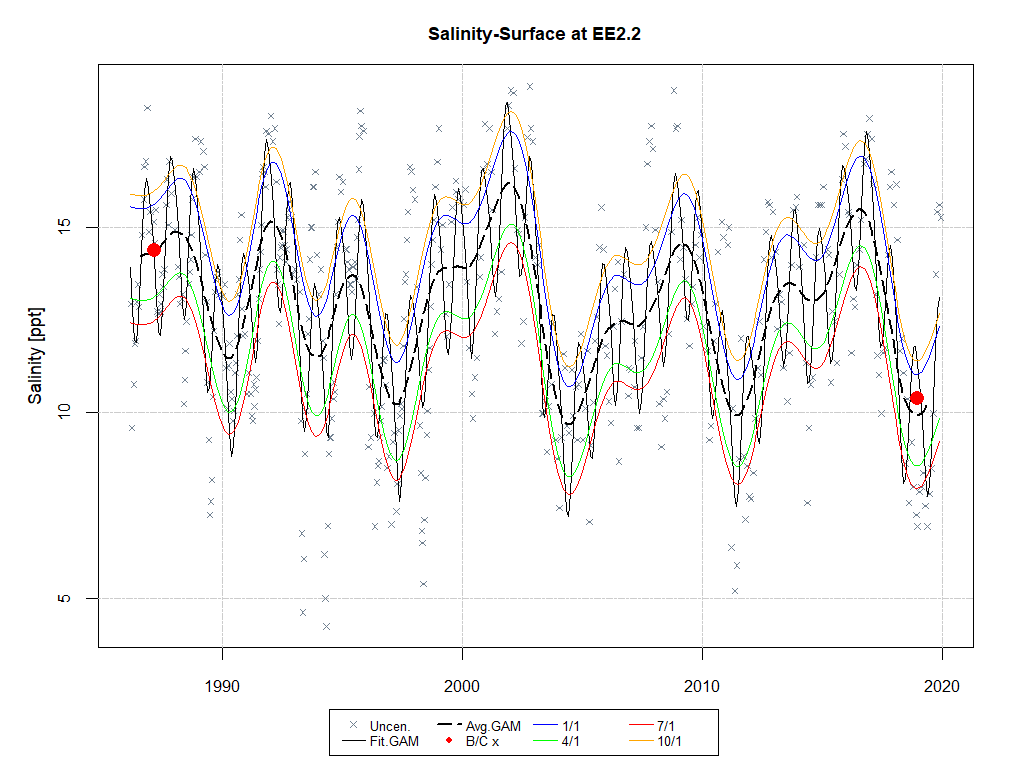 Salinity-Surface at EE2.2
Salinity [ppt]
15
10
5
1990 2000 2010 2020
Uncen. Avg.GAM 1/1 7/1
Fit.GAM B/C x 4/1 10/1